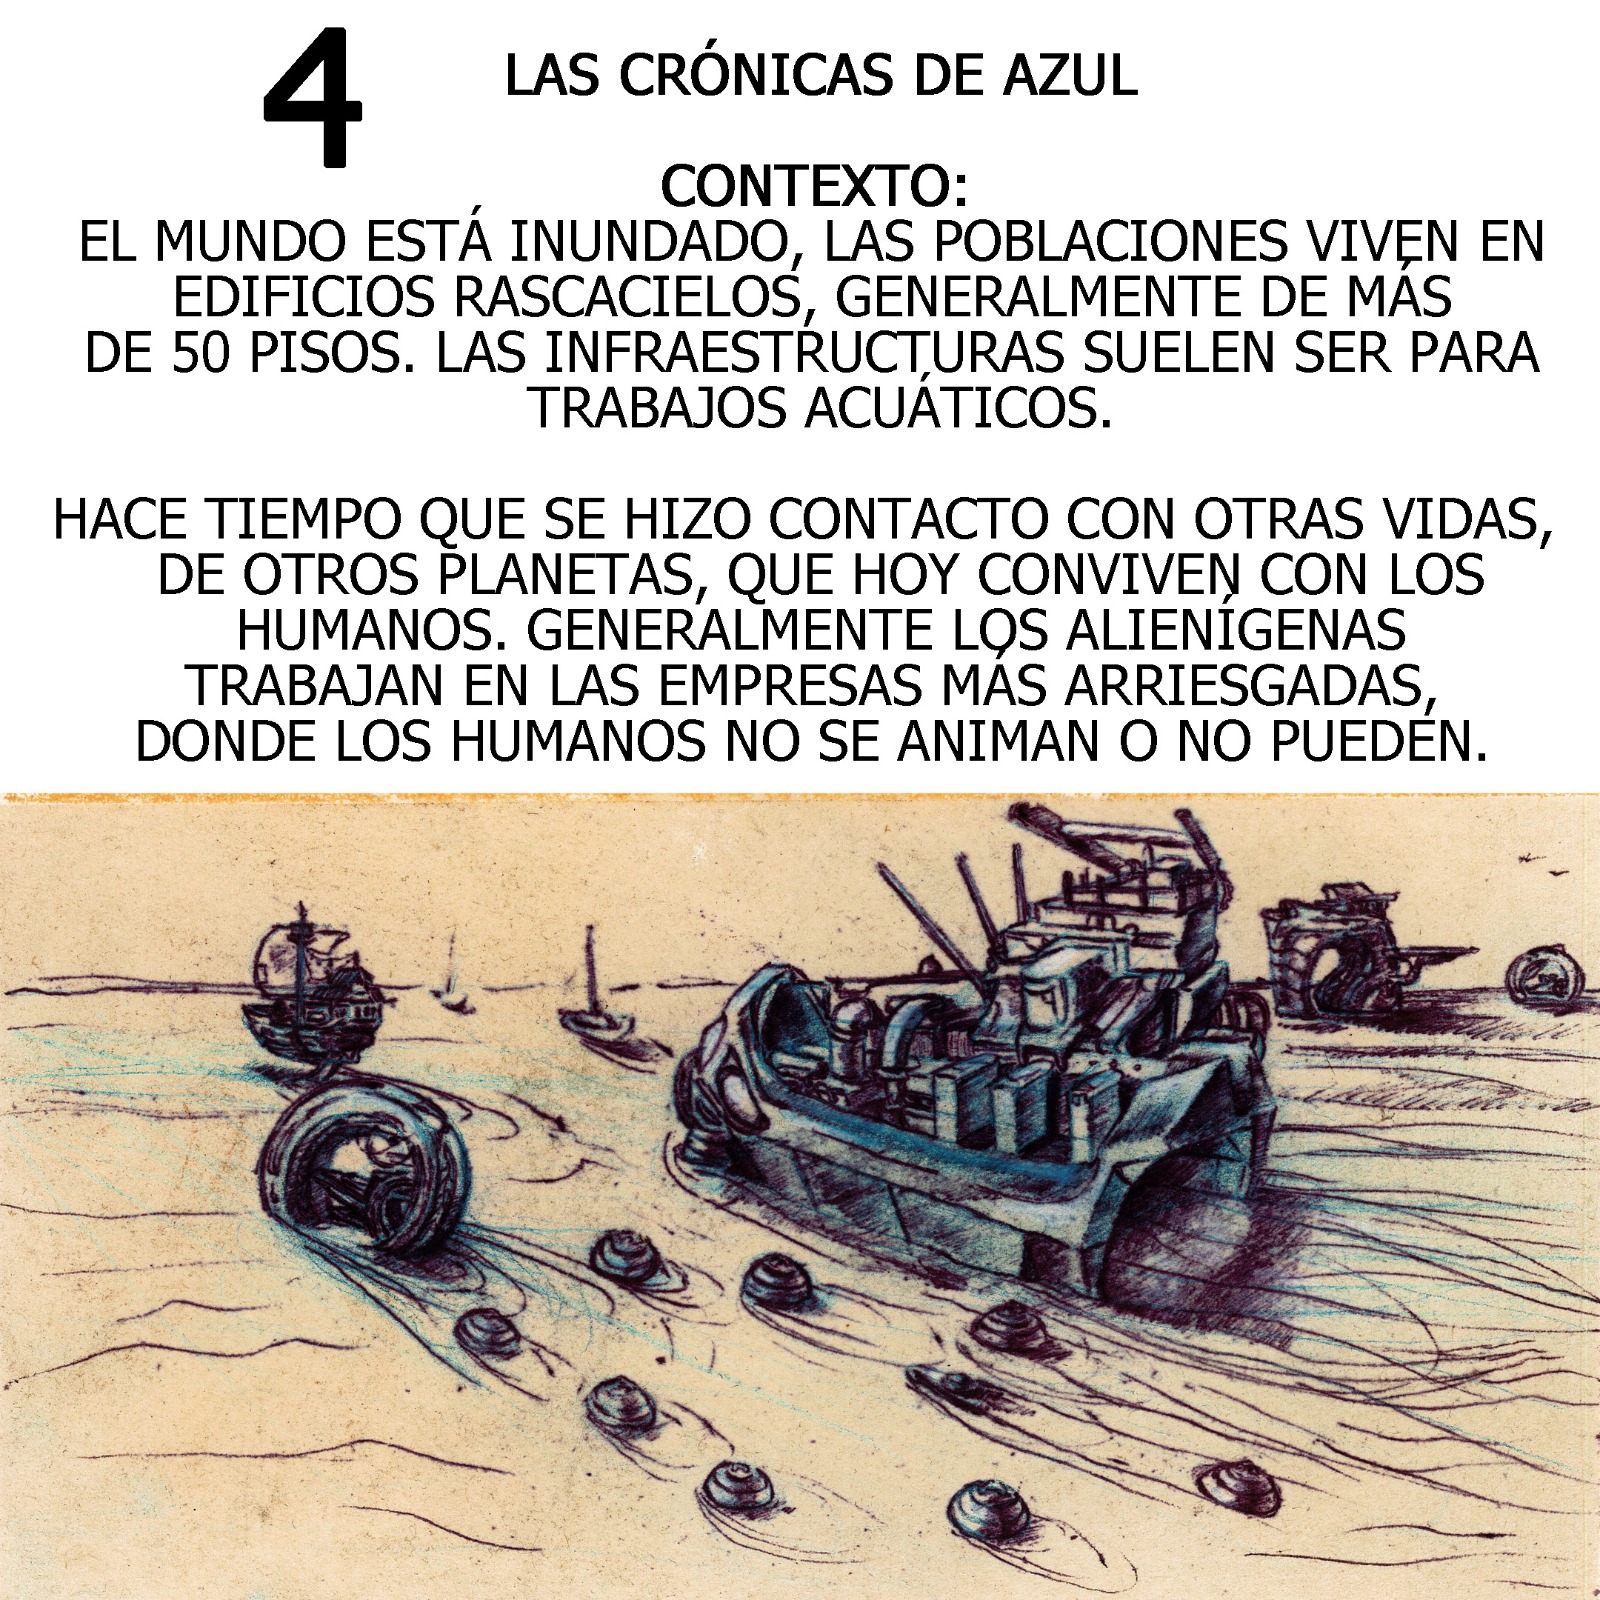 4
LAS CRÓNICAS DE AZUL
CONTEXTO:
EL MUNDO ESTÁ INUNDADO, LAS POBLACIONES VIVEN EN
EDIFICIOS RASCACIELOS, GENERALMENTE DE MÁS
DE 50 PISOS. LAS INFRAESTRUCTURAS SUELEN SER PARA
TRABAJOS ACUÁTICOS.
HACE TIEMPO QUE SE HIZO CONTACTO CON OTRAS VIDAS,
DE OTROS PLANETAS, QUE HOY CONVIVEN CON LOS
HUMANOS. GENERALMENTE LOS ALIENÍGENAS
TRABAJAN EN LAS EMPRESAS MÁS ARRIESGADAS,
DONDE LOS HUMANOS NO SE ANIMAN O NO PUEDEN.